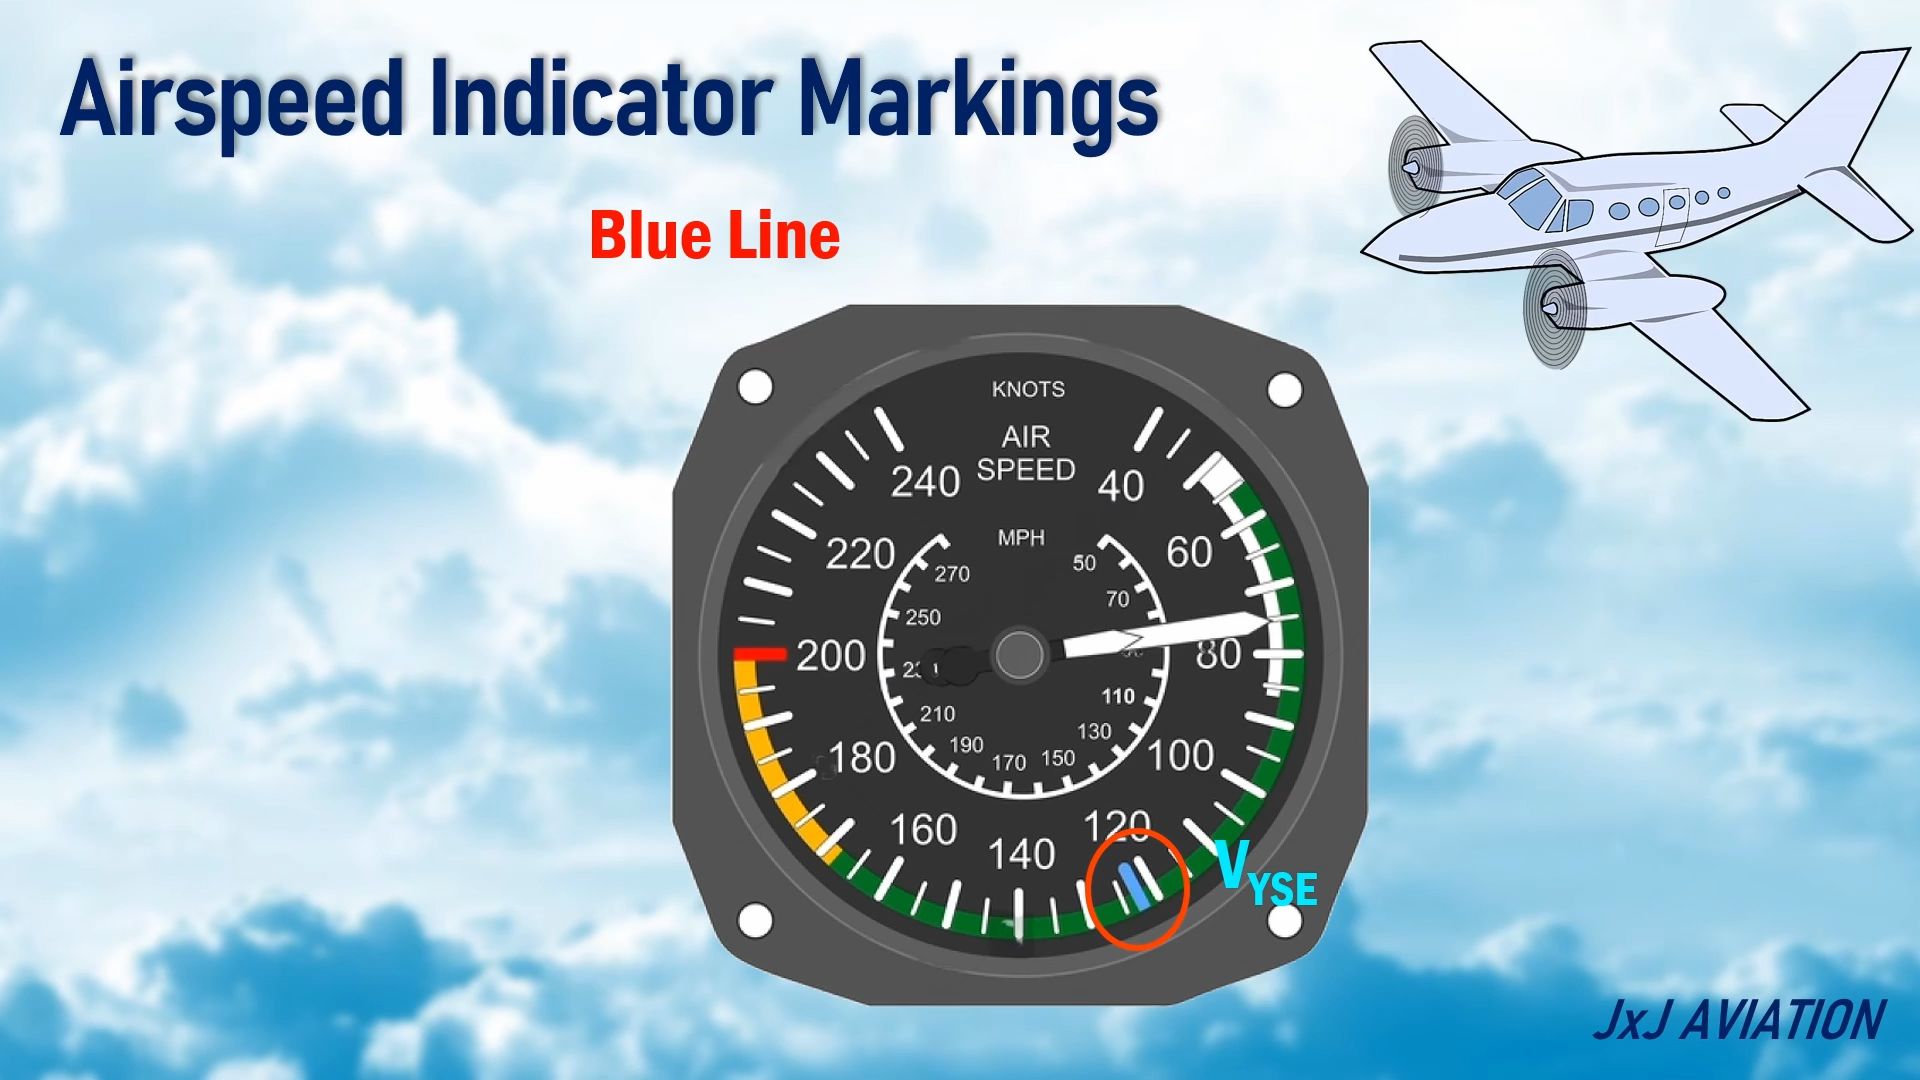 Airspeed Indicator Markings
Blue Line
KNOTS
AIR
SPEED
240
40
220
60
MPH
270
50
250
70
200
80
210
110
190
130
170
150
180
100
160
120
140
VYSE
JxJ AVIATION